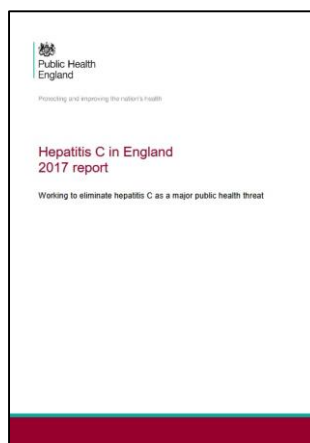 Public Health
England
Protecting and improving the nation's health
Hepatitis C in England
2017 report
Working to eliminate hepatitis C as a major public health threat